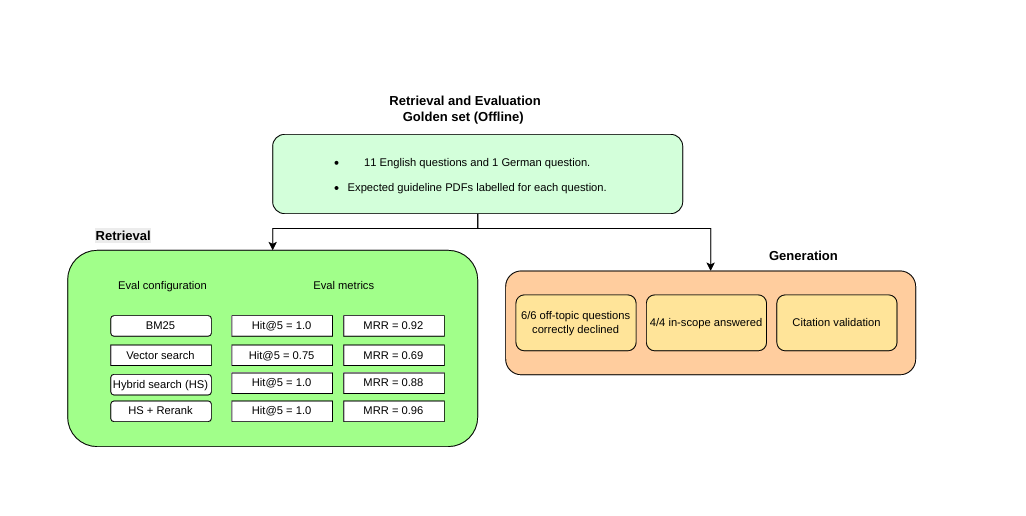 Retrieval and Evaluation
Golden set (Offline)
• 11 English questions and 1 German question.
• Expected guideline PDFs labelled for each question.
Retrieval
Eval configuration Eval metrics
BM25 Hit@5 = 1.0 MRR = 0.92
Vector search Hit@5 = 0.75 MRR = 0.69
Hybrid search (HS) Hit@5 = 1.0 MRR = 0.88
HS + Rerank Hit@5 = 1.0 MRR = 0.96
Generation
6/6 off-topic questions
correctly declined
4/4 in-scope answered
Citation validation